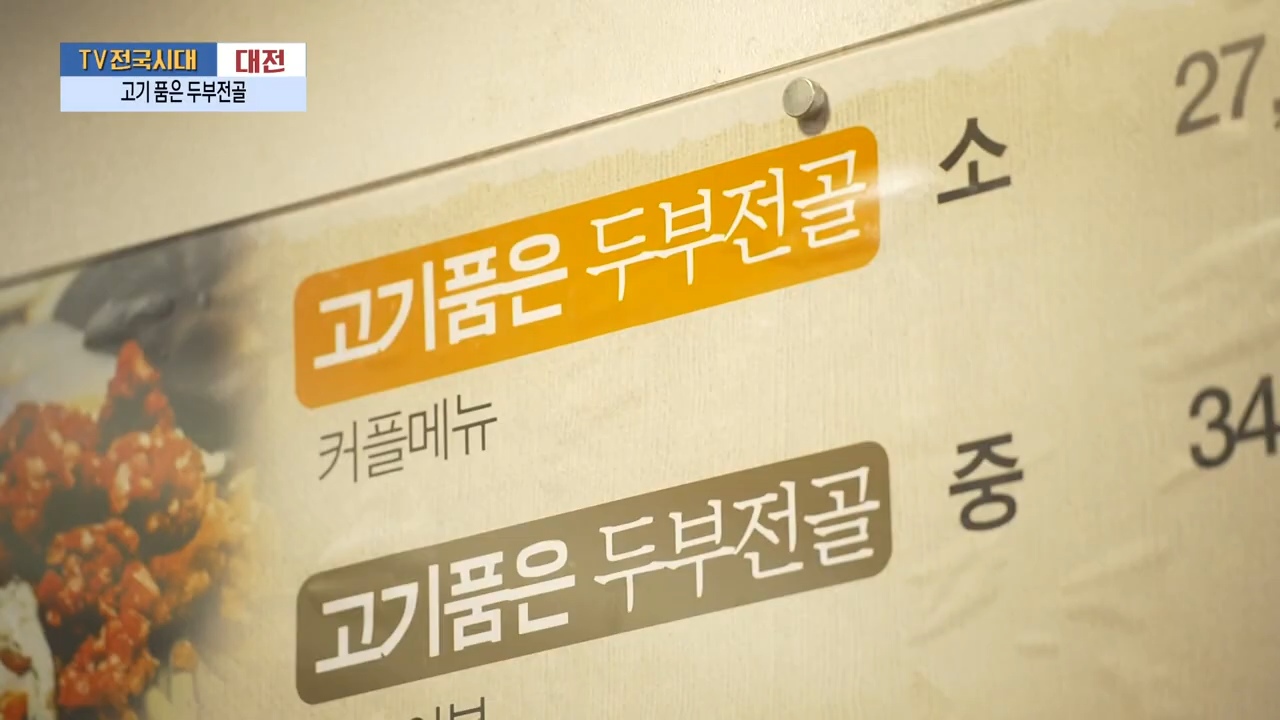 TV전국시대 대전
고기 품은 두부전골
고기품은 두부전골 소 27,
커플메뉴
고기품은 두부전골 중 34